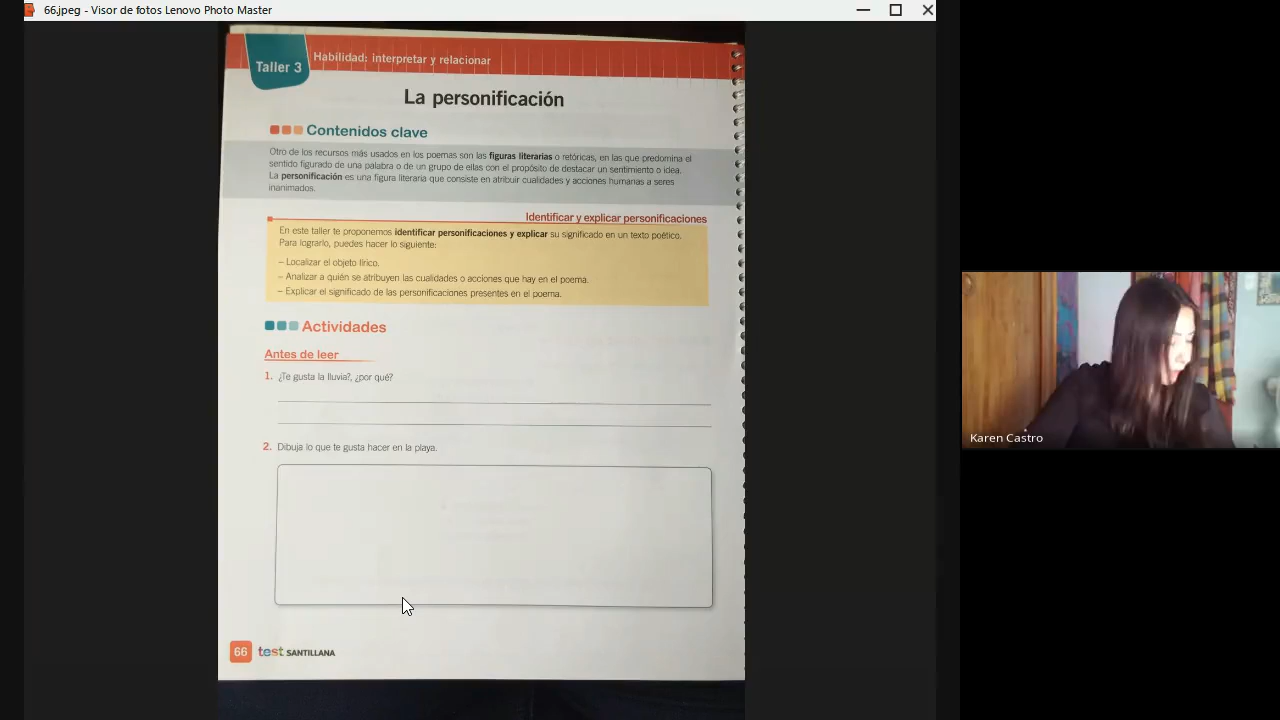 66.jpeg - Visor de fotos Lenovo Photo Master
Taller 3
Habilidad: interpretar y relacionar
La personificación
Contenidos clave
Otro de los recursos más usados en los poemas son las figuras literarias o retóricas, en las que predomina el
sentido figurado de una palabra o de un grupo de ellas con el propósito de destacar un sentimiento o idea.
La personificación es una figura literaria que consiste en atribuir cualidades y acciones humanas a seres
inanimados.
Identificar y explicar personificaciones
En este taller te proponemos identificar personificaciones y explicar su significado en un texto poético.
Para lograrlo, puedes hacer lo siguiente:
– Localizar el objeto lírico.
– Analizar a quién se atribuyen las cualidades o acciones que hay en el poema.
– Explicar el significado de las personificaciones presentes en el poema.
Actividades
Antes de leer
1. ¿Te gusta la lluvia?, ¿por qué?
2. Dibuja lo que te gusta hacer en la playa.
66 test SANTILLANA
Karen Castro